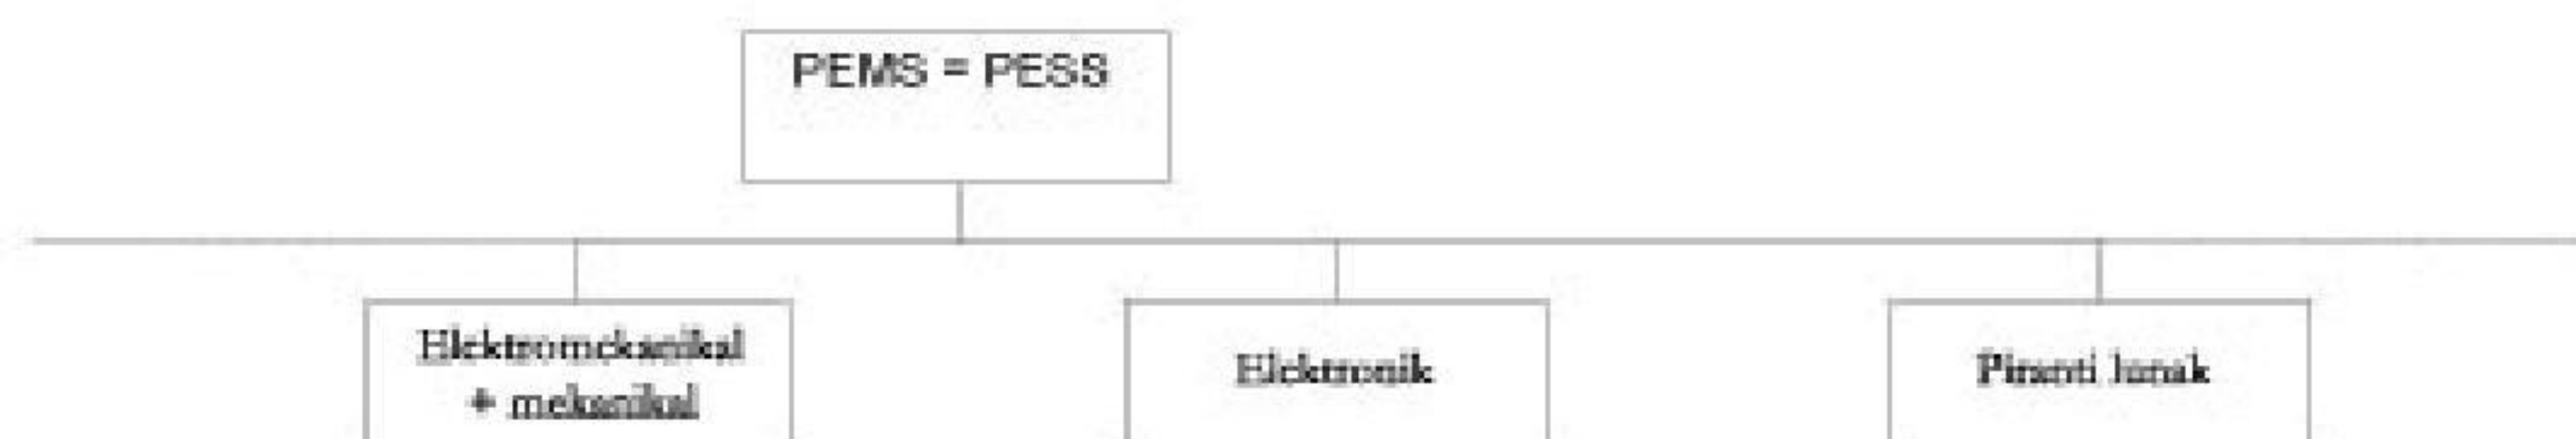 PEMS = PESS
Elektromekanikal
+ mekanikal
Elektronik
Piranti lunak